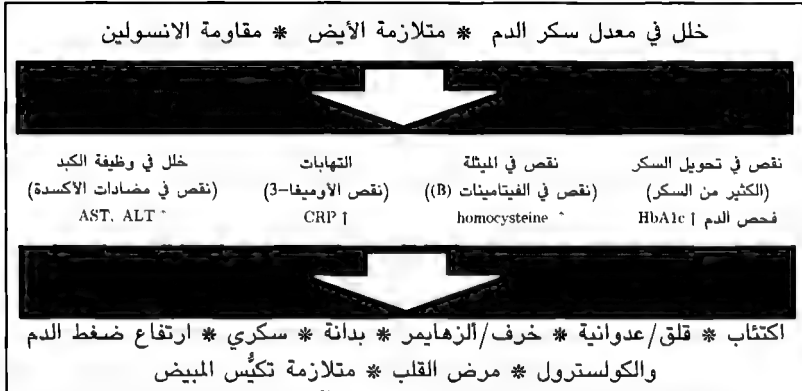 خلل في معدل سكر الدم * متلازمة الأيض * مقاومة الانسولين
نقص في تحويل السكر
(الكثير من السكر)
فحص الدم HbA1c ↑
نقص في الميثلة
(نقص في الفيتامينات (B))
homocysteine ↑
التهابات
(نقص الأوميغا-3)
CRP ↑
خلل في وظيفة الكبد
(نقص في مضادات الأكسدة)
AST، ALT ↑
اكتئاب * قلق/عدوانية * خرف/ألزهايمر * بدانة * سكري * ارتفاع ضغط الدم
والكولسترول * مرض القلب * متلازمة تكيُّس المبيض